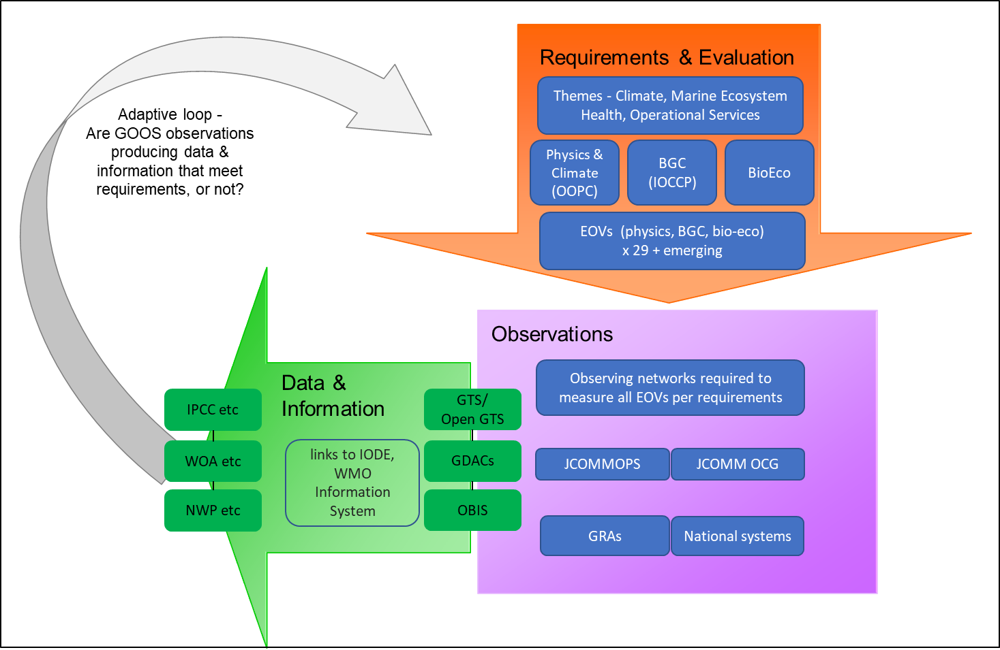 Requirements & Evaluation
Themes - Climate, Marine Ecosystem
Health, Operational Services
Physics &
Climate
(OOPC)
BGC
(IOCCP)
BioEco
EOVs (physics, BGC, bio-eco)
x 29 + emerging
Adaptive loop -
Are GOOS observations
producing data &
information that meet
requirements, or not?
Observations
Observing networks required to
measure all EOVs per requirements
JCOMMOPS
JCOMM OCG
GRAs
National systems
Data &
Information
GTS/
Open GTS
GDACs
OBIS
links to IODE,
WMO
Information
System
IPCC etc
WOA etc
NWP etc